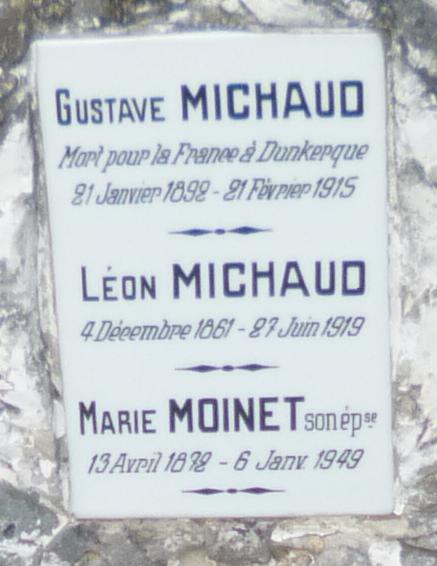 GUSTAVE MICHAUD
Mort pour la France à Dunkerque
21 Janvier 1892 - 21 Février 1915
LÉON MICHAUD
4 Décembre 1861 - 27 Juin 1919
MARIE MOINET son épse
13 Avril 1872 - 6 Janv. 1949